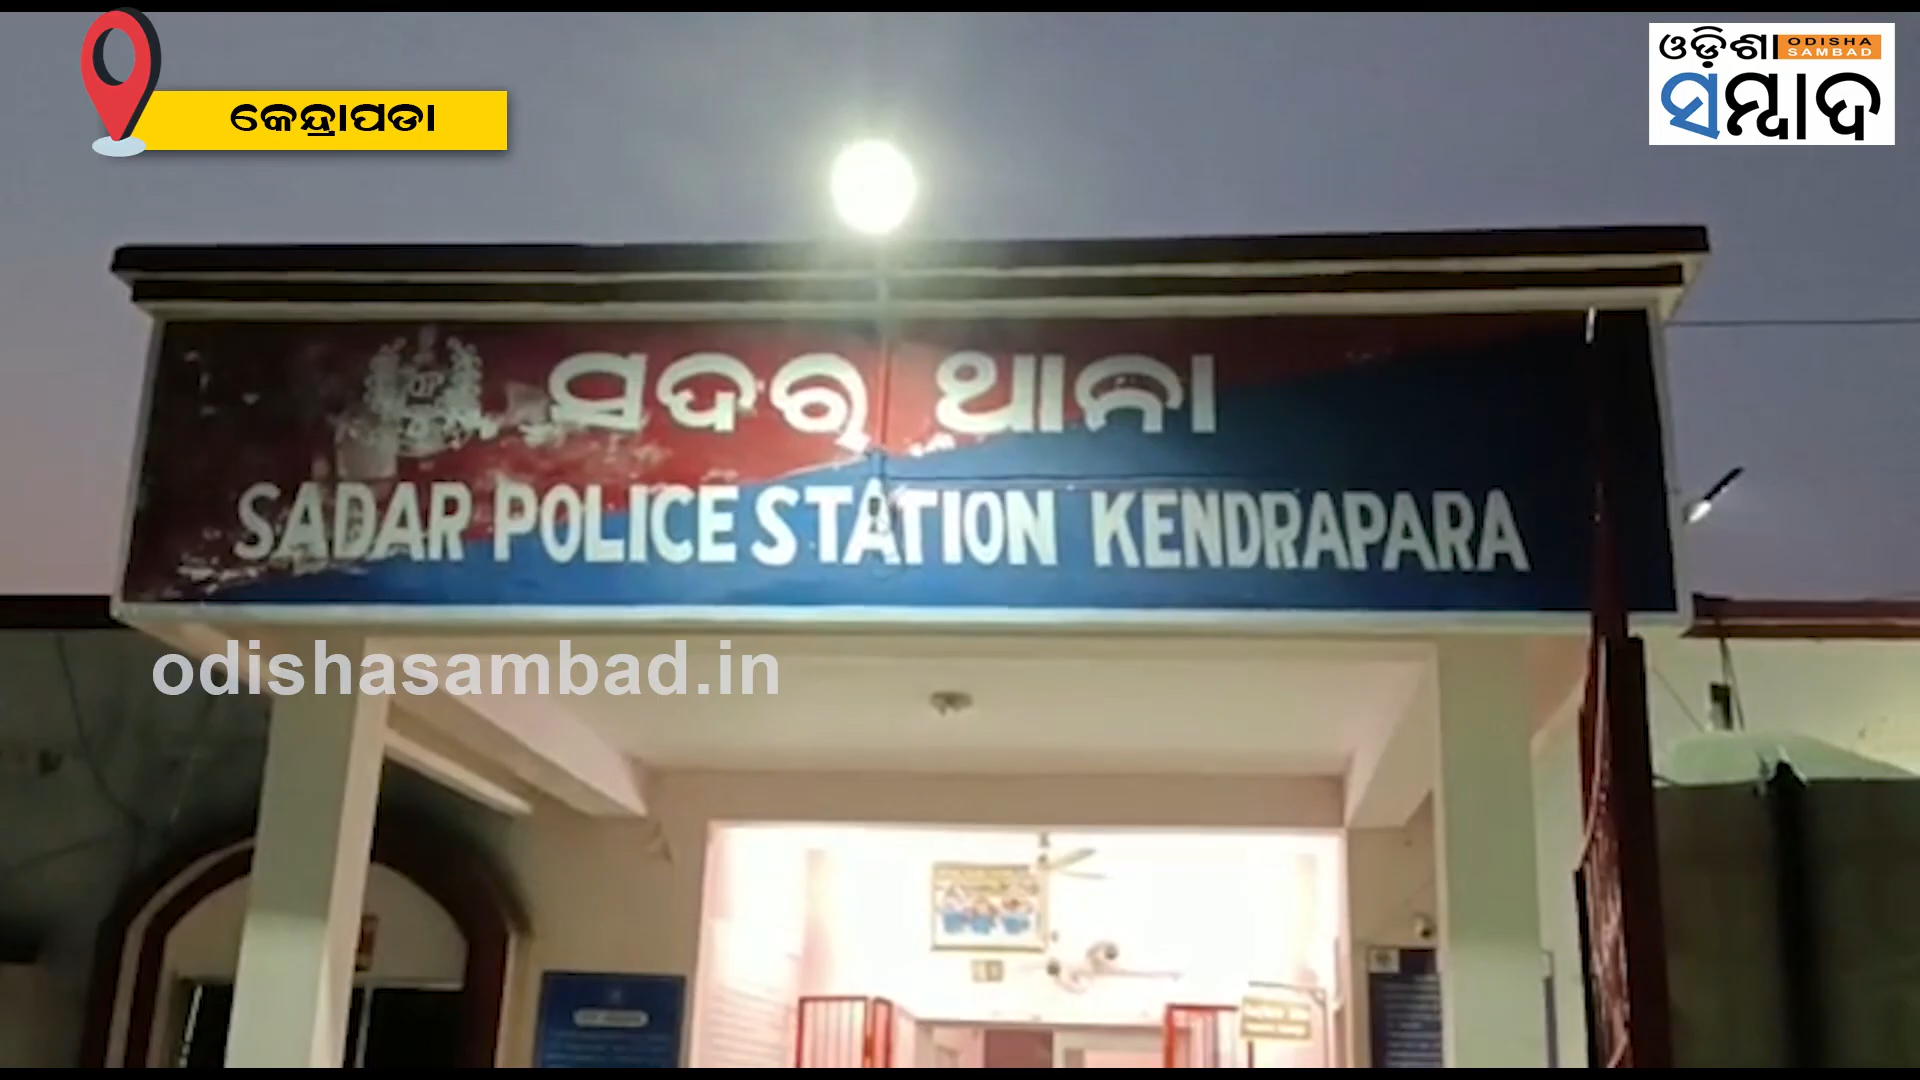 କେନ୍ଦ୍ରାପଡା
ଓଡ଼ିଶା ODISHA SAMBAD
ସମ୍ବାଦ
ସଦର ଥାନା
SADAR POLICE STATION KENDRAPARA
odishasambad.in